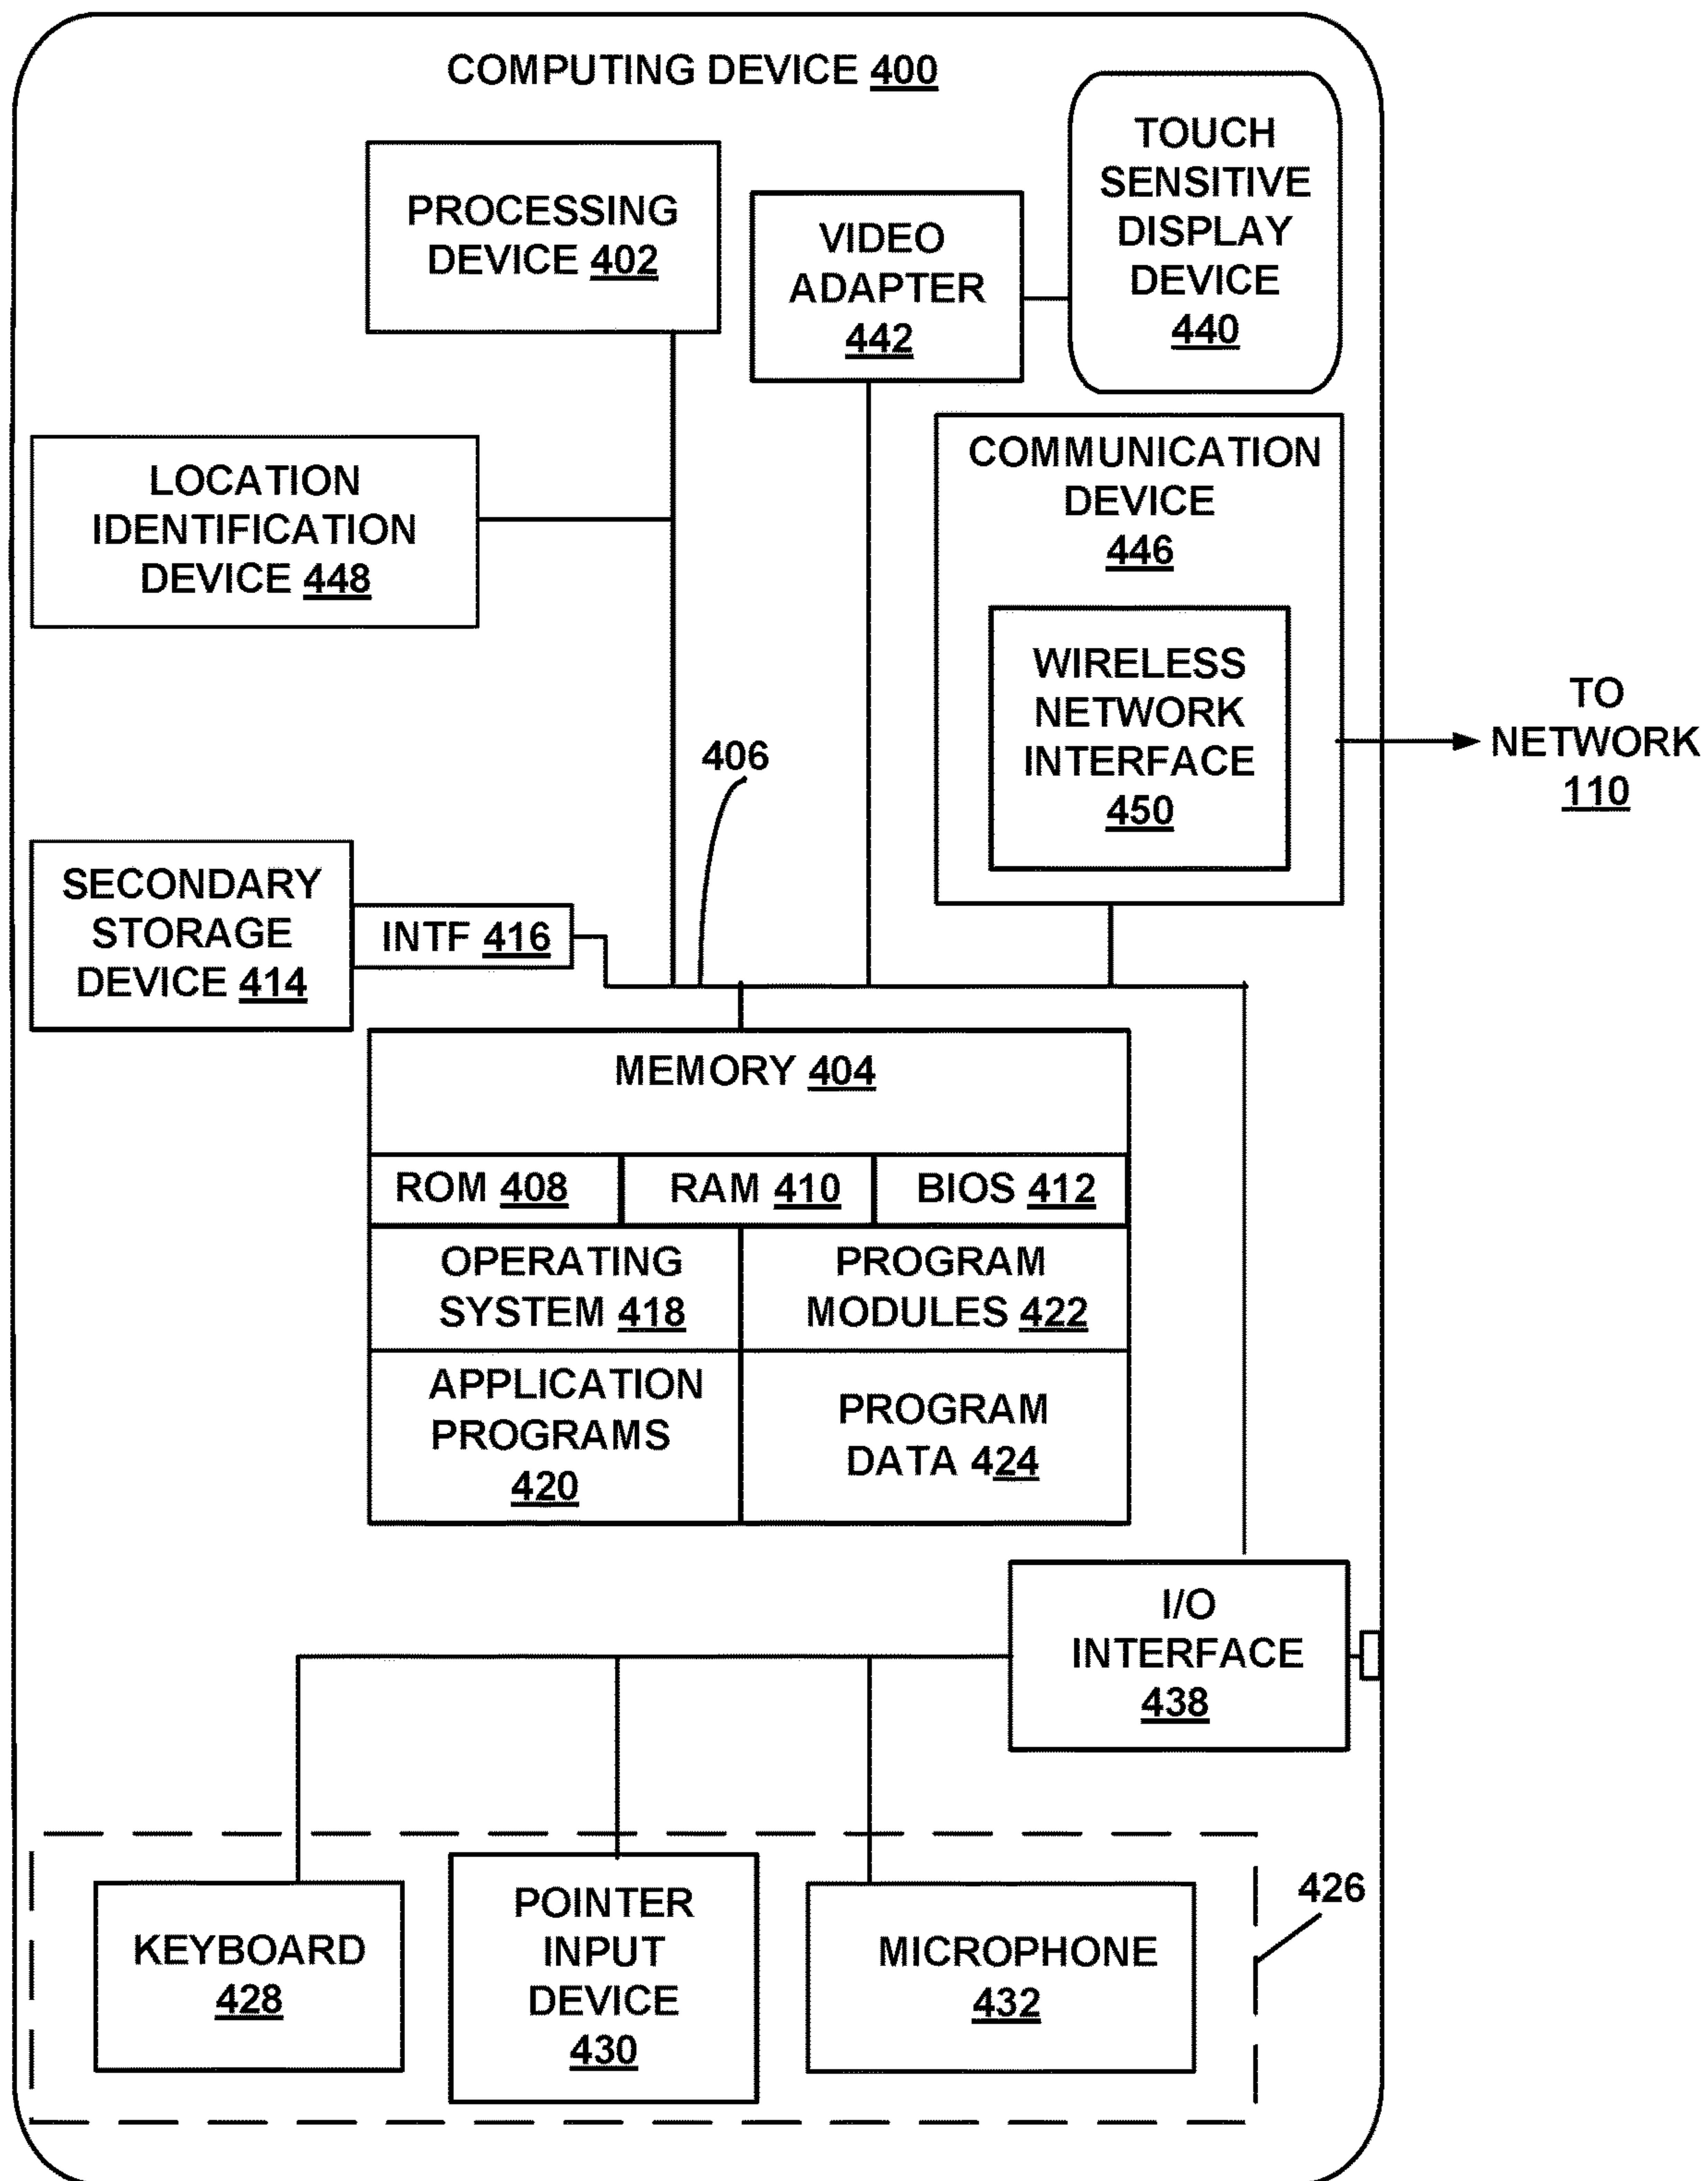 COMPUTING DEVICE 400
PROCESSING
DEVICE 402
VIDEO
ADAPTER
442
TOUCH
SENSITIVE
DISPLAY
DEVICE
440
LOCATION
IDENTIFICATION
DEVICE 448
COMMUNICATION
DEVICE
446
WIRELESS
NETWORK
INTERFACE
450
TO
NETWORK
110
406
SECONDARY
STORAGE
DEVICE 414
INTF 416
MEMORY 404
ROM 408
RAM 410
BIOS 412
OPERATING
SYSTEM 418
PROGRAM
MODULES 422
APPLICATION
PROGRAMS
420
PROGRAM
DATA 424
I/O
INTERFACE
438
426
KEYBOARD
428
POINTER
INPUT
DEVICE
430
MICROPHONE
432